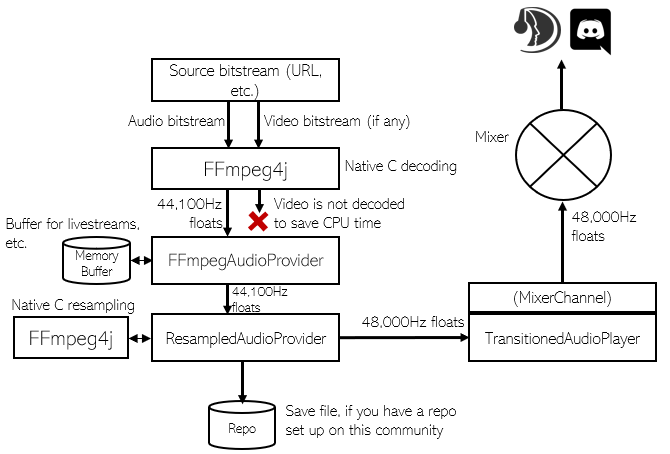 Source bitstream (URL,
etc.)
Audio bitstream
Video bitstream (if any)
Mixer
FFmpeg4j
Native C decoding
44,100Hz
floats
Video is not decoded
to save CPU time
48,000Hz
floats
Buffer for livestreams,
etc.
Memory
Buffer
FFmpegAudioProvider
44,100Hz
floats
(MixerChannel)
Native C resampling
FFmpeg4j
ResampledAudioProvider
48,000Hz floats
TransitionedAudioPlayer
Repo
Save file, if you have a repo
set up on this community